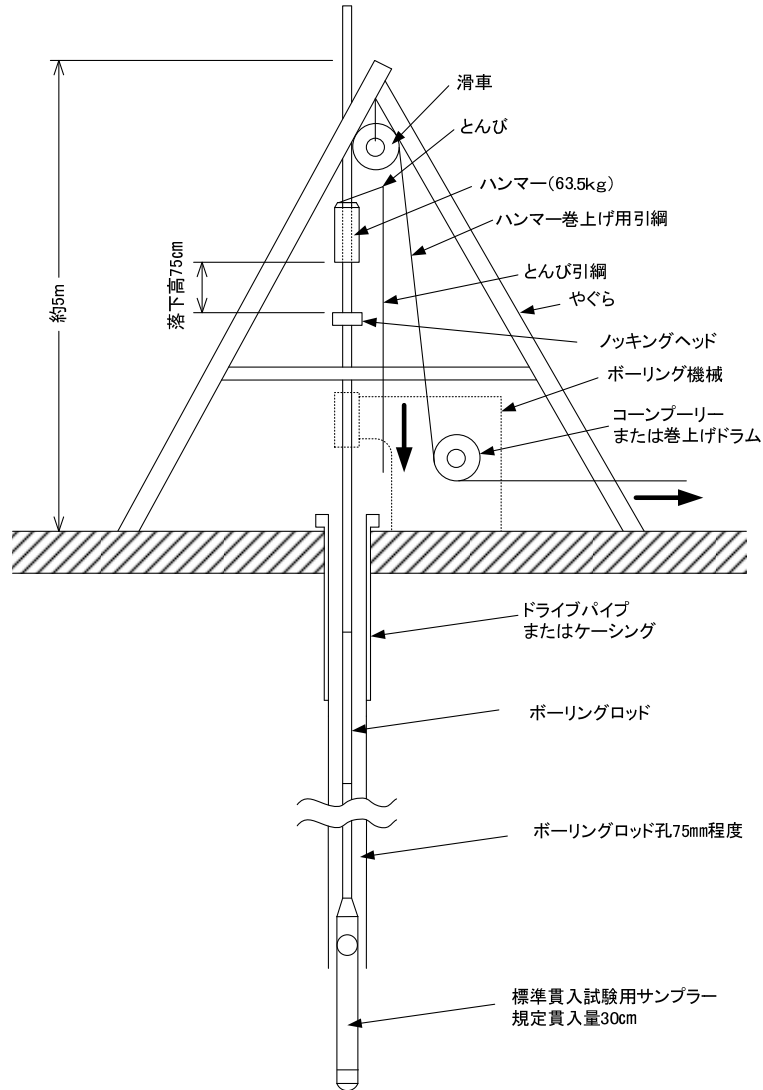 滑車
とんび
ハンマー(63.5kg)
ハンマー巻上げ用引綱
落下高75cm
約5m
とんび引綱
やぐら
ノッキングヘッド
ボーリング機械
コーンプーリー
または巻上げドラム
ドライブパイプ
またはケーシング
ボーリングロッド
ボーリングロッド孔75mm程度
標準貫入試験用サンプラー
規定貫入量30cm